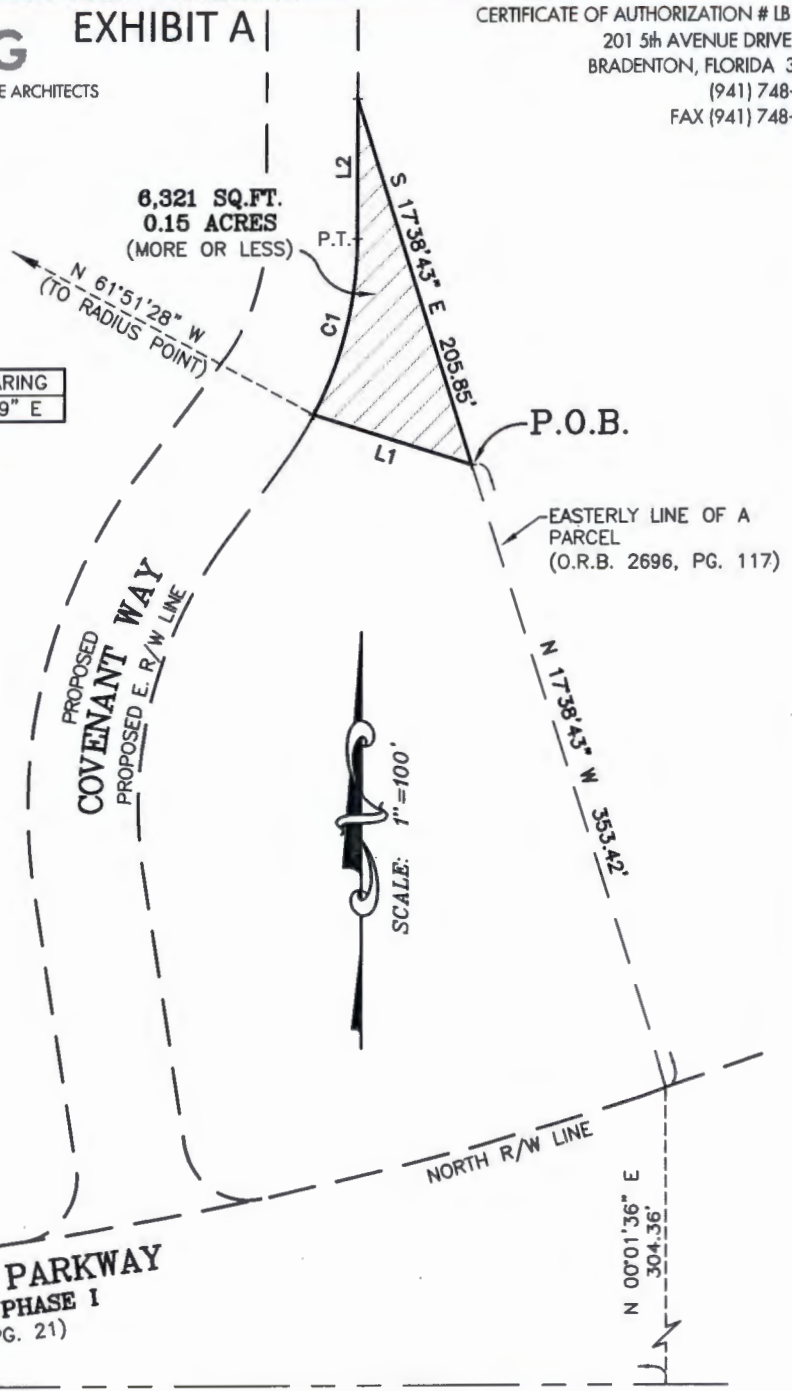 EXHIBIT A
G
E ARCHITECTS
CERTIFICATE OF AUTHORIZATION # LB
201 5th AVENUE DRIVE
BRADENTON, FLORIDA 3
(941) 748-
FAX (941) 748-
6,321 SQ.FT.
0.15 ACRES
(MORE OR LESS)
L2
P.T.
S 17°38'43" E 205.85'
N 61°51'28" W
(TO RADIUS POINT)
C1
ARING
9" E
L1
P.O.B.
EASTERLY LINE OF A
PARCEL
(O.R.B. 2696, PG. 117)
PROPOSED
COVENANT WAY
PROPOSED E. R/W LINE
N 17°38'43" W 353.42'
SCALE: 1"=100'
NORTH R/W LINE
N 00°01'36" E
304.36'
PARKWAY
PHASE I
PG. 21)